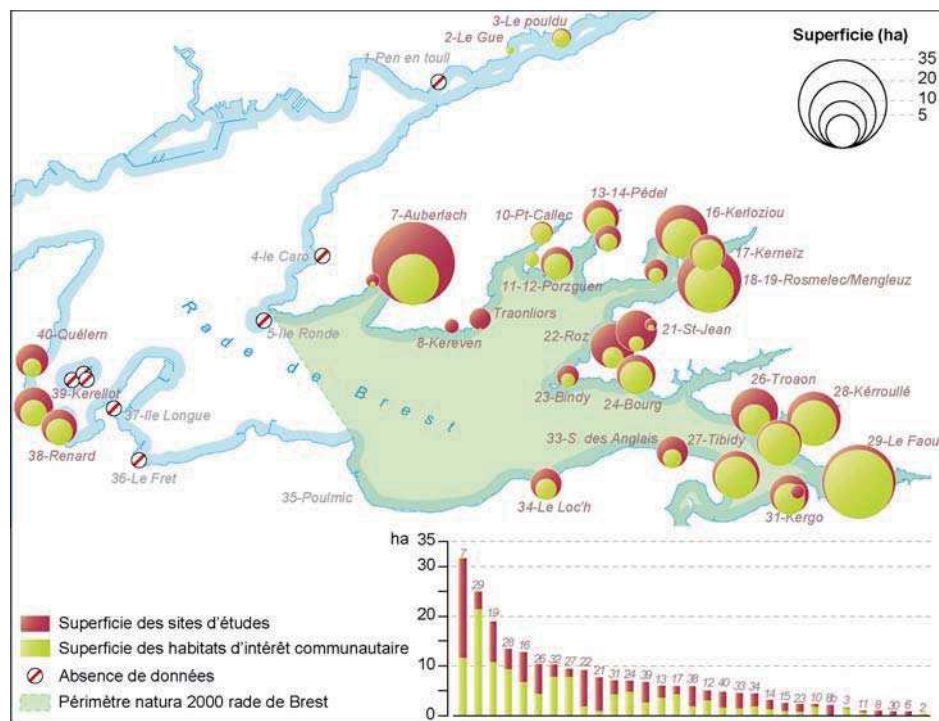 3-Le pouldu
2-Le Gue
1-Pen en toull
Superficie (ha)
35
20
10
5
13-14-Pédel
7-Auberlach
10-Pt-Callec
16-Kerloziou
17-Kerneïz
4-le Caro
11-12-Porzguen
18-19-Rosmelec/Mengleuz
Traonliors
5-Ile Ronde
8-Kereven
22-Roz
21-St-Jean
40-Quélern
Rade de Brest
39-Kerellot
23-Bindy
24-Bourg
26-Troaon
28-Kérroullé
37-Ile Longue
38-Renard
33-S. des Anglais
27-Tibidy
29-Le Faou
36-Le Fret
35-Poulmic
34-Le Loc'h
31-Kergo
ha
35
30
20
10
0
7
29
19
28
16
26
32
27
22
21
31
24
39
13
17
38
12
40
33
34
14
15
23
10
8b
3
11
8
30
6
2
Superficie des sites d'études
Superficie des habitats d'intérêt communautaire
Absence de données
Périmètre natura 2000 rade de Brest